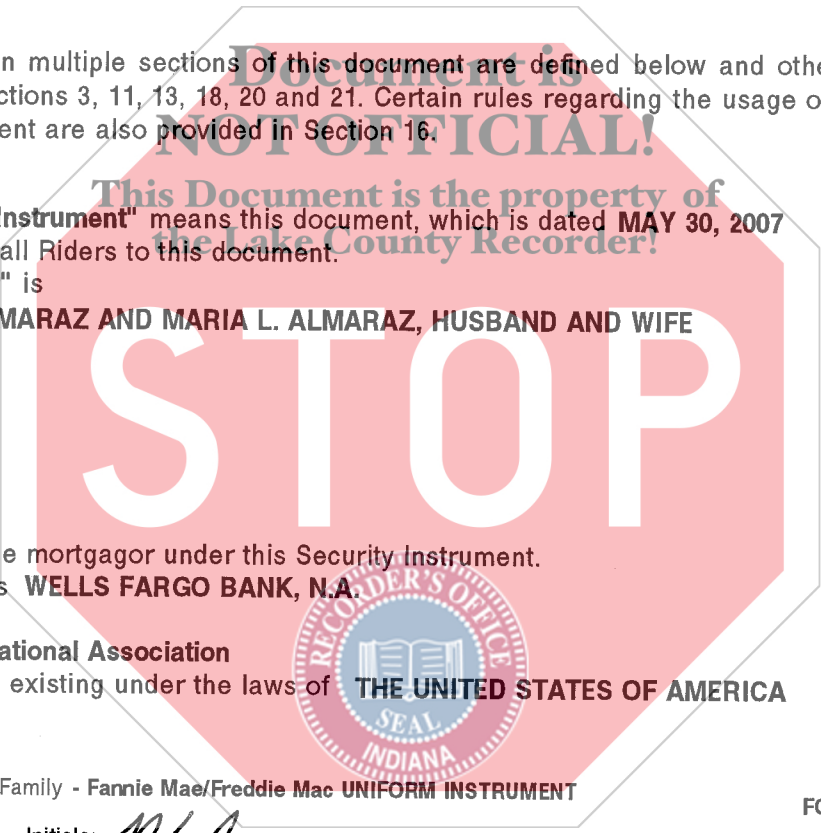 n multiple sections of this document are defined below and othe
ctions 3, 11, 13, 18, 20 and 21. Certain rules regarding the usage o
ent are also provided in Section 16.
Document is
NOT OFFICIAL!
This Document is the property of
the Lake County Recorder!
Instrument" means this document, which is dated MAY 30, 2007
all Riders to this document.
" is
MARAZ AND MARIA L. ALMARAZ, HUSBAND AND WIFE
STOP
e mortgagor under this Security Instrument.
s WELLS FARGO BANK, N.A.
ational Association
existing under the laws of THE UNITED STATES OF AMERICA
RECORDER'S OFFICE
SEAL
INDIANA
Family - Fannie Mae/Freddie Mac UNIFORM INSTRUMENT
FO
Initials: